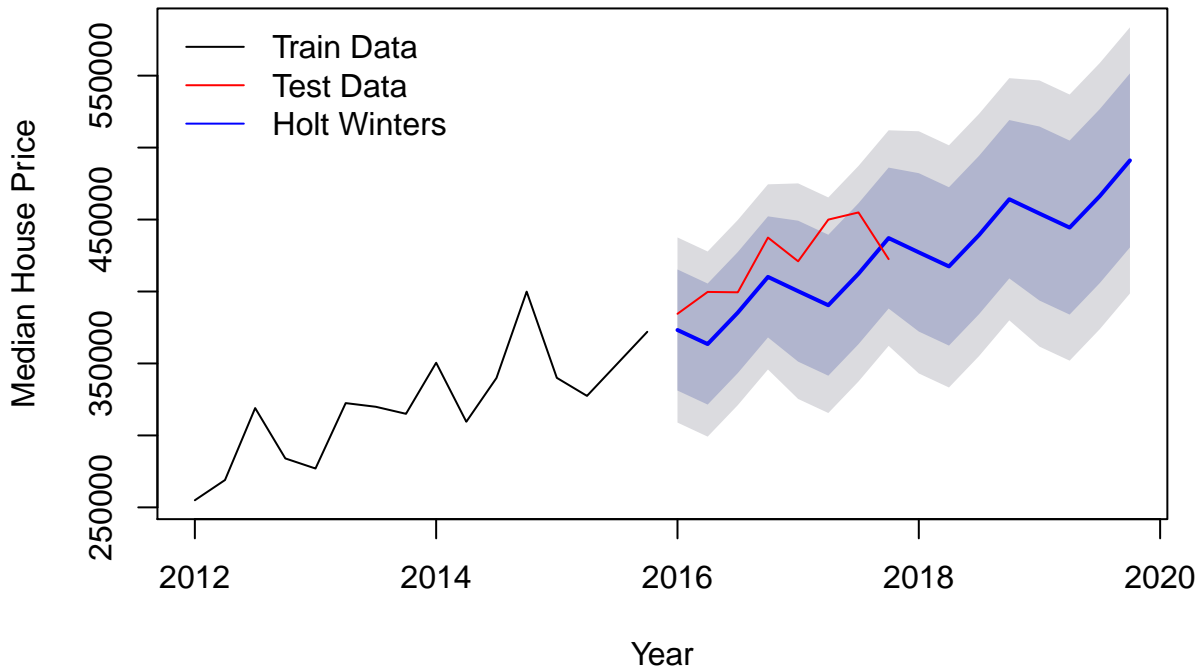 Train Data
Test Data
Holt Winters
Median House Price
550000
450000
350000
250000
2012 2014 2016 2018 2020
Year